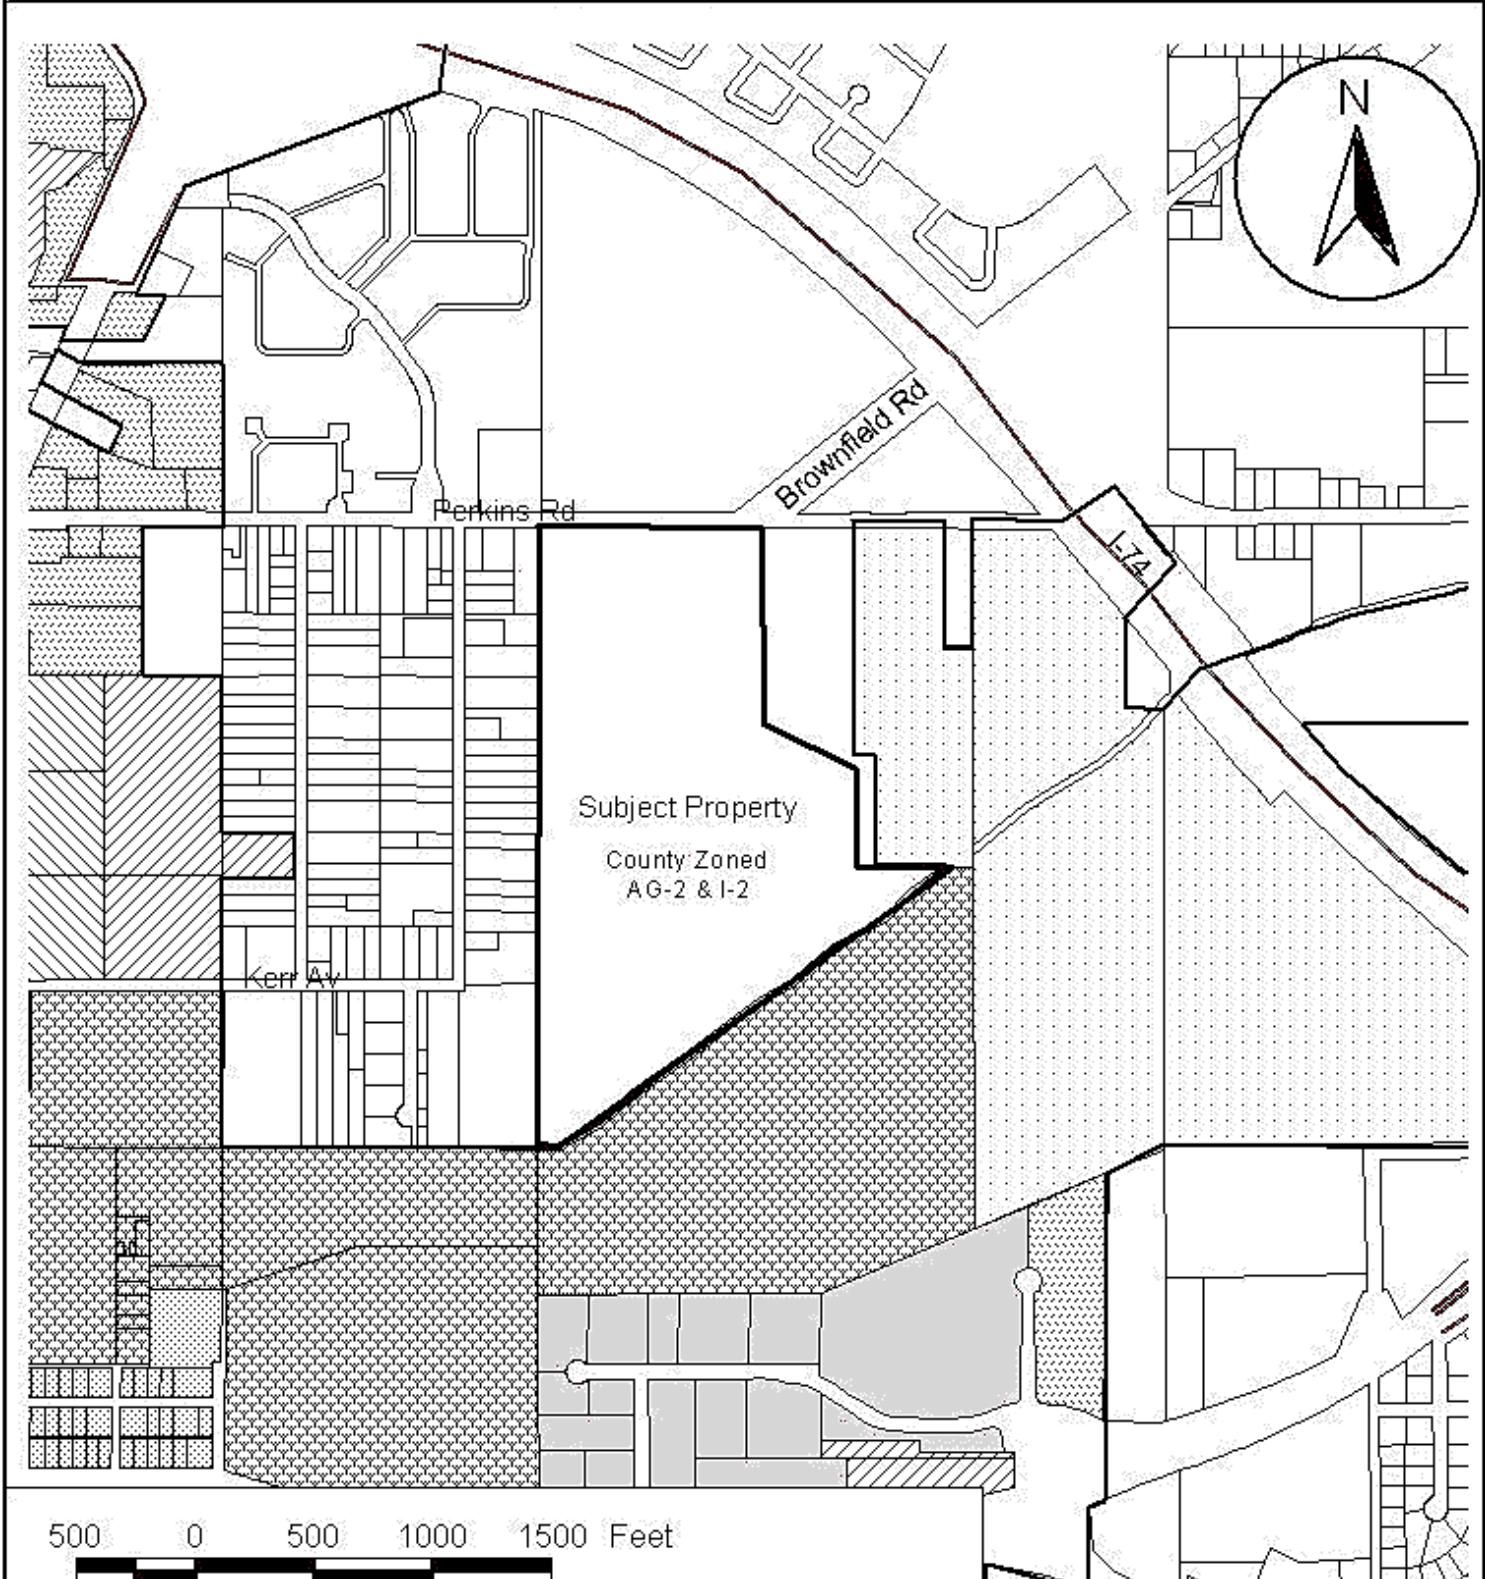 N
Brownfield Rd
Perkins Rd
I-74
Subject Property
County Zoned
AG-2 & I-2
Kerr Av
500 0 500 1000 1500 Feet